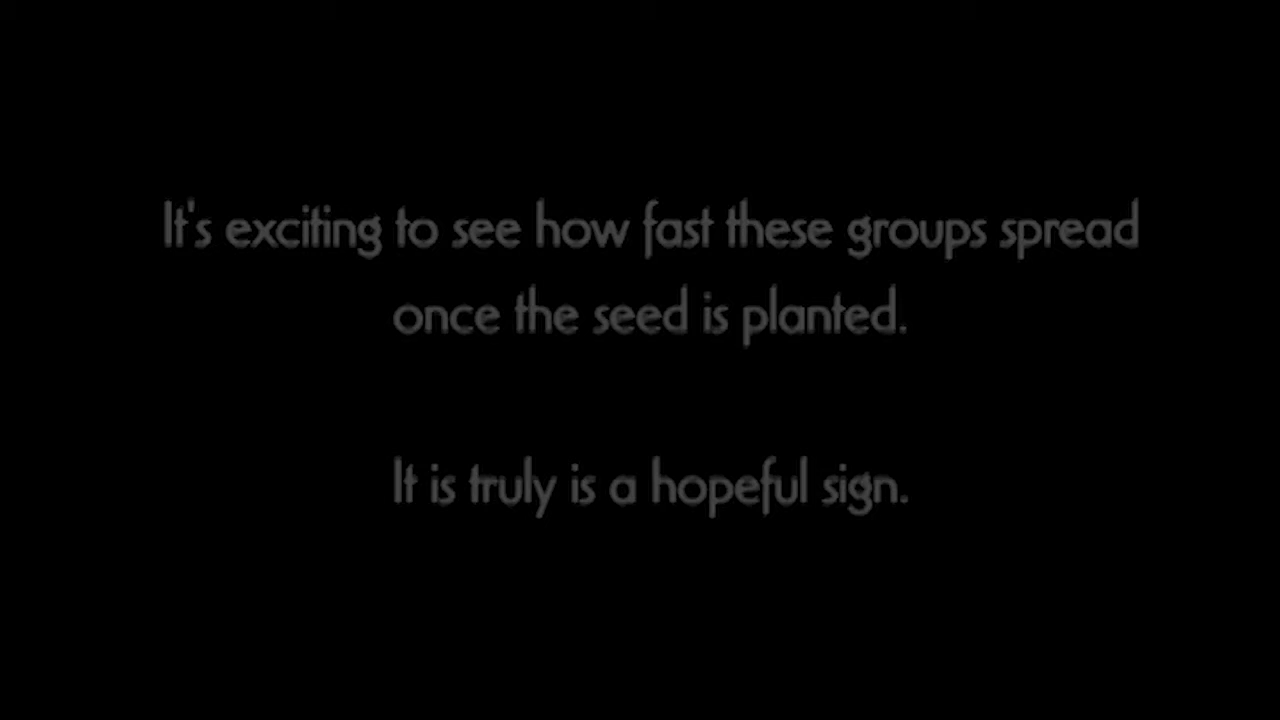 It's exciting to see how fast these groups spread
once the seed is planted.
It is truly is a hopeful sign.